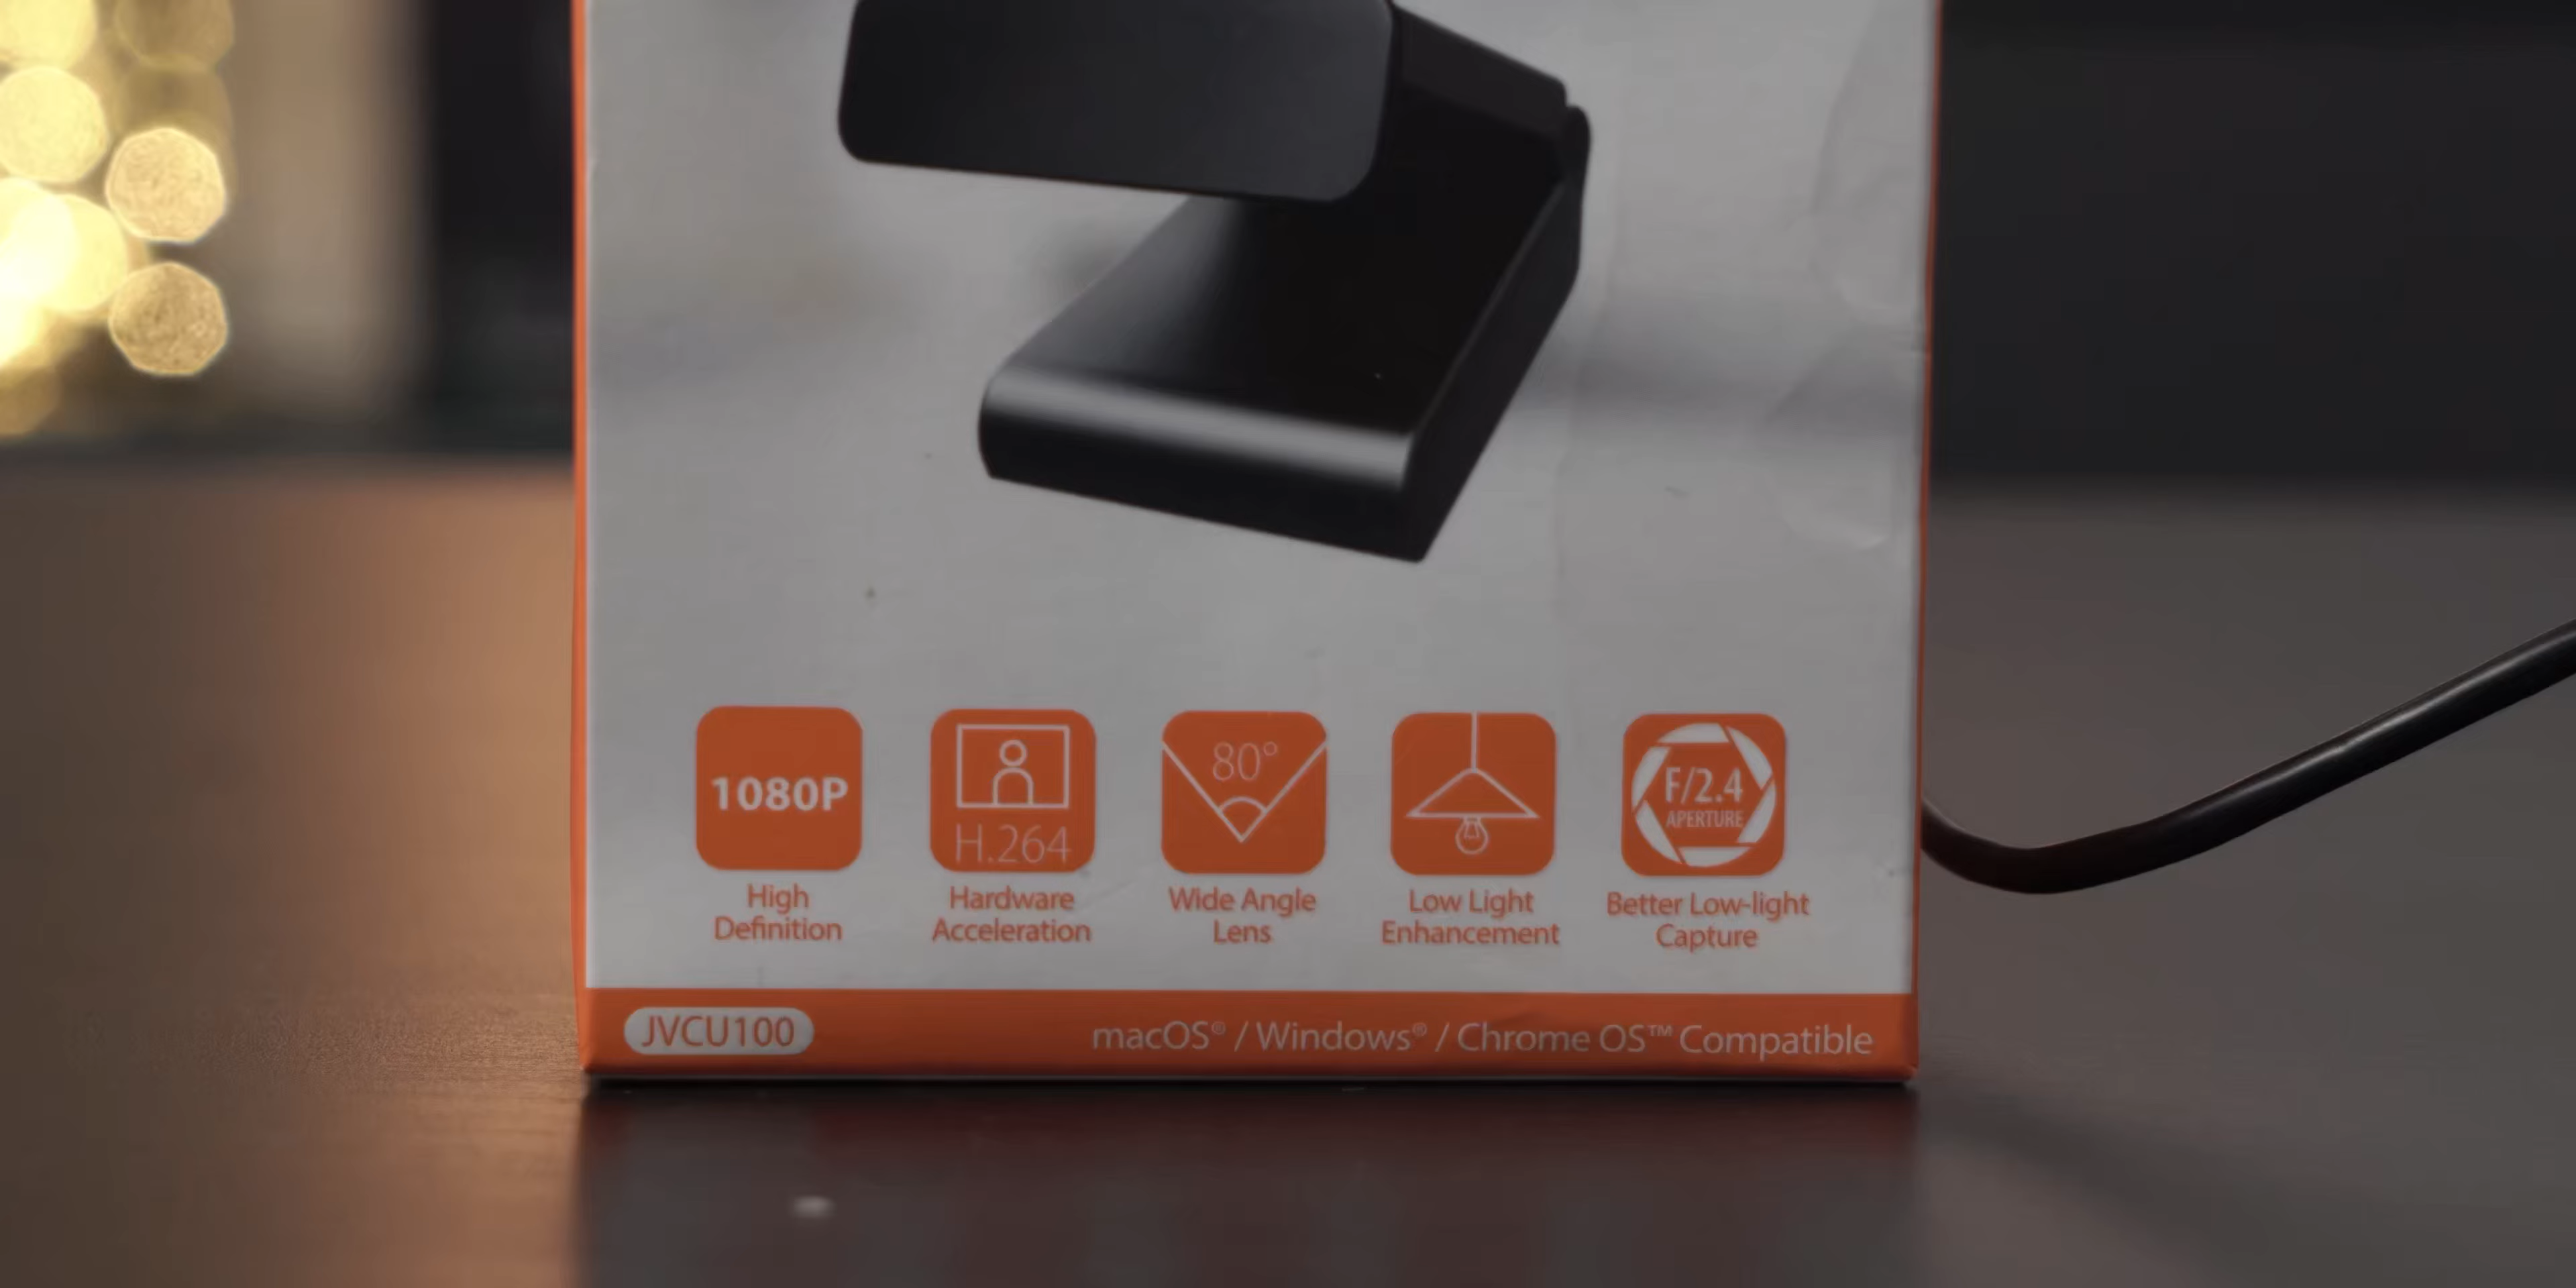 1080P
High
Definition
H.264
Hardware
Acceleration
80°
Wide Angle
Lens
Low Light
Enhancement
F/2.4
APERTURE
Better Low-light
Capture
JVCU100
macOS® / Windows® / Chrome OS™ Compatible